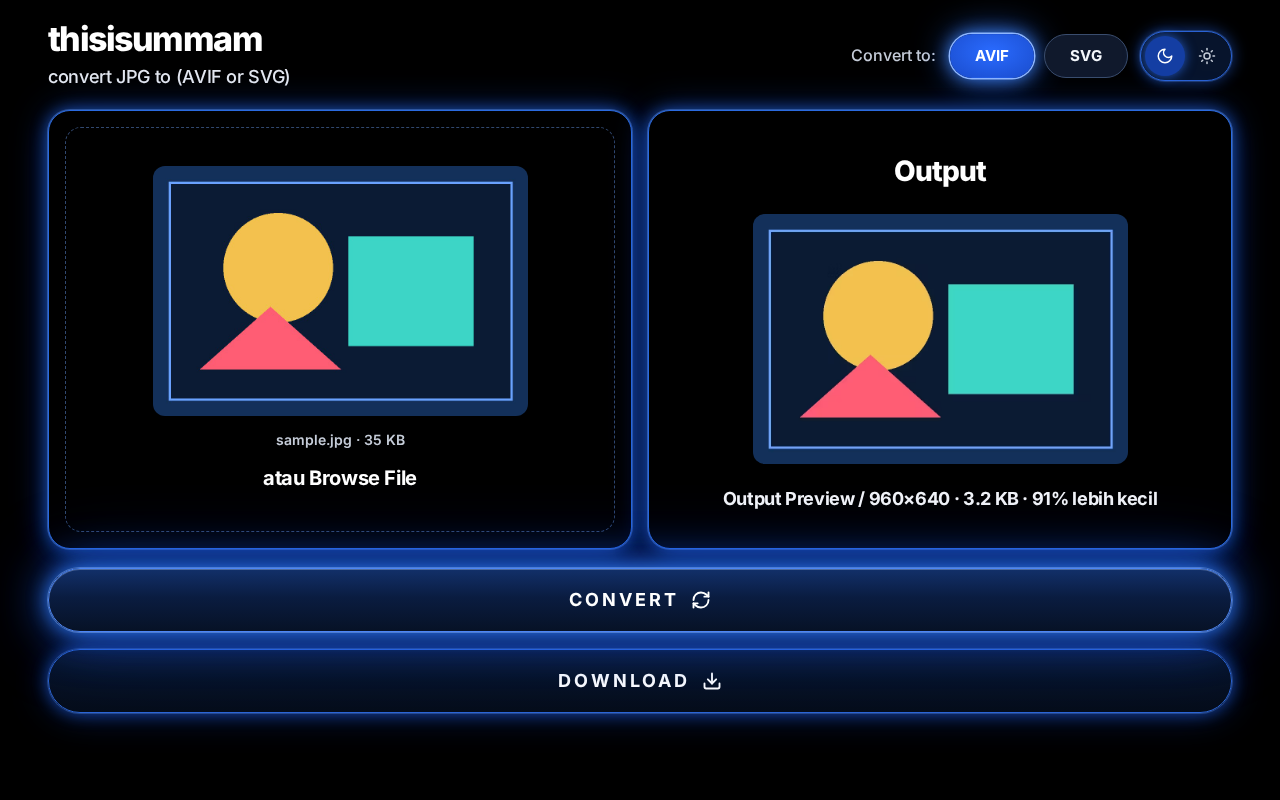 thisisummam
convert JPG to (AVIF or SVG)
Convert to:
AVIF
SVG
sample.jpg · 35 KB
atau Browse File
Output
Output Preview / 960×640 · 3.2 KB · 91% lebih kecil
CONVERT
DOWNLOAD